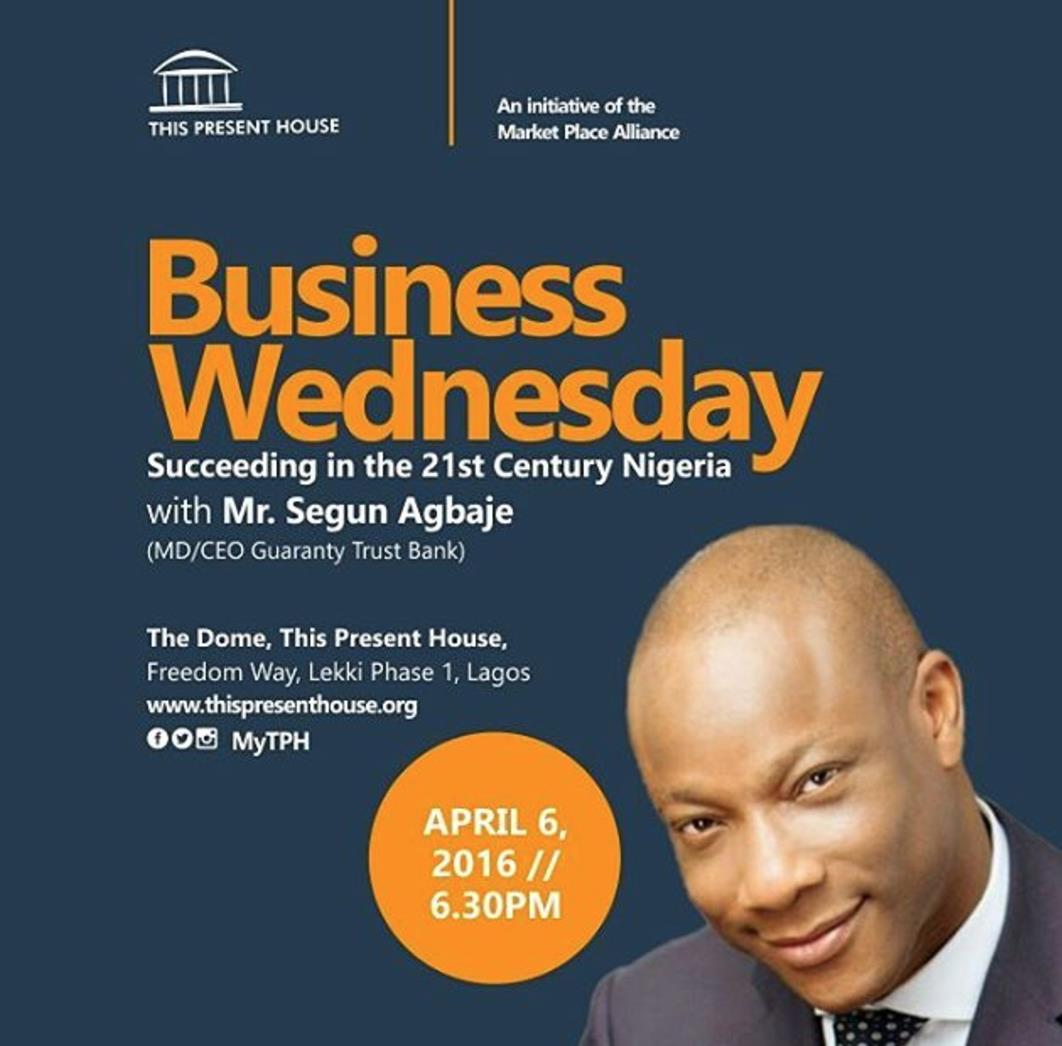 THIS PRESENT HOUSE
An initiative of the
Market Place Alliance
Business
Wednesday
Succeeding in the 21st Century Nigeria
with Mr. Segun Agbaje
(MD/CEO Guaranty Trust Bank)
The Dome, This Present House,
Freedom Way, Lekki Phase 1, Lagos
www.thispresenthouse.org
MyTPH
APRIL 6,
2016 //
6.30PM